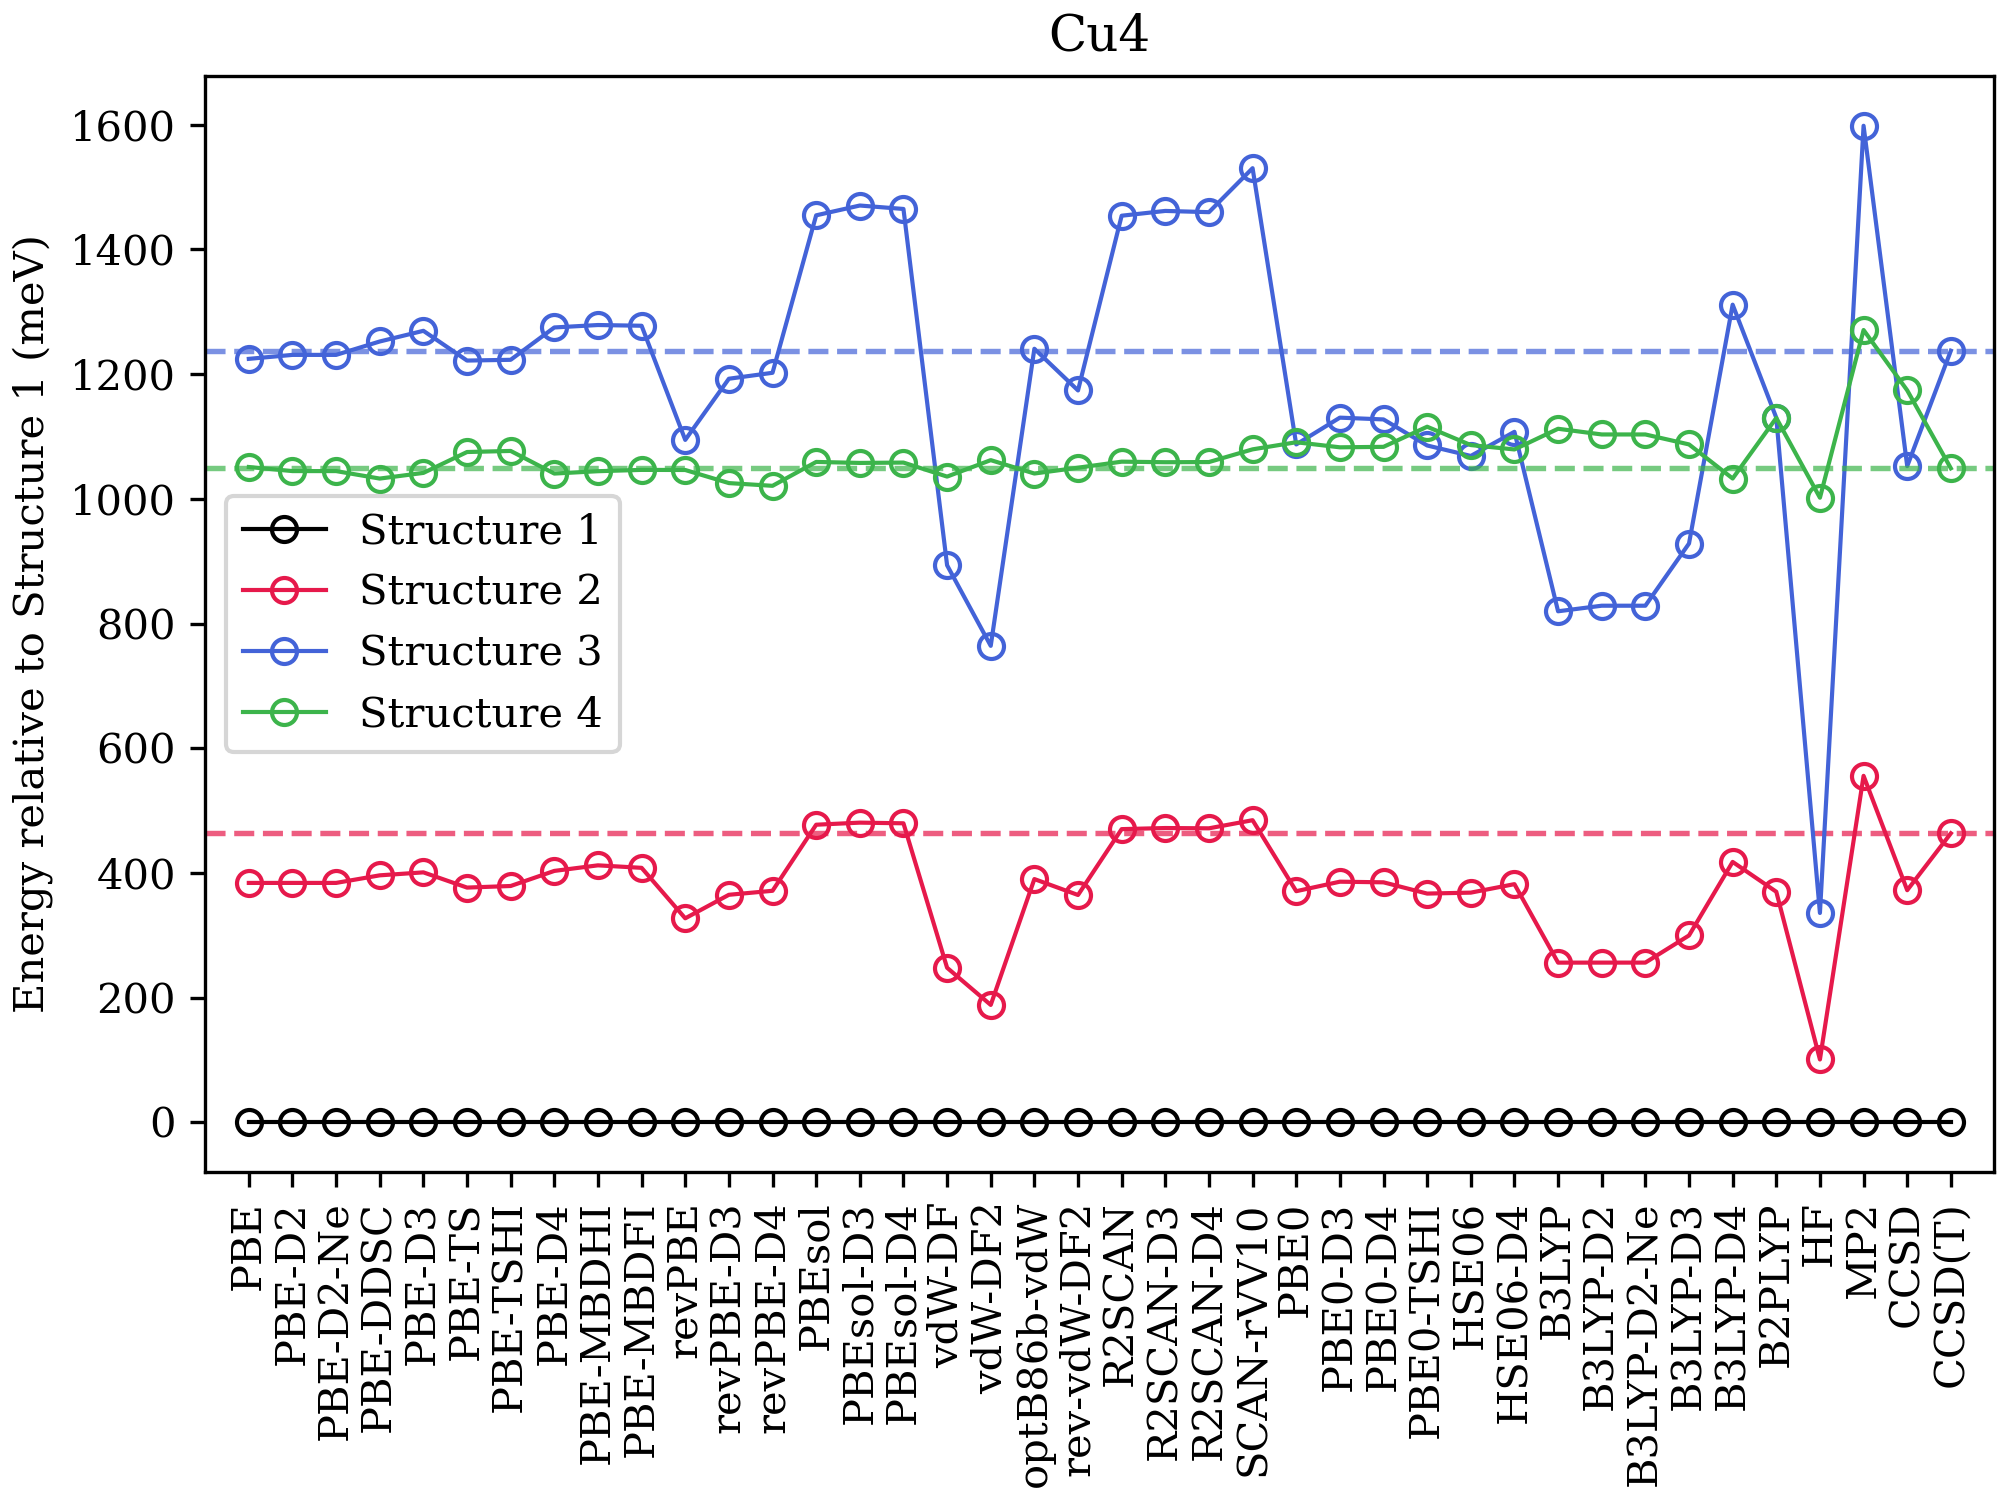 Cu4
Energy relative to Structure 1 (meV)
1600
1400
1200
1000
800
600
400
200
0
Structure 1
Structure 2
Structure 3
Structure 4
PBE
PBE-D2
PBE-D2-Ne
PBE-DDSC
PBE-D3
PBE-TS
PBE-TSHI
PBE-D4
PBE-MBDHI
PBE-MBDFI
revPBE
revPBE-D3
revPBE-D4
PBEsol
PBEsol-D3
PBEsol-D4
vdW-DF
vdW-DF2
optB86b-vdW
rev-vdW-DF2
R2SCAN
R2SCAN-D3
R2SCAN-D4
SCAN-rVV10
PBE0
PBE0-D3
PBE0-D4
PBE0-TSHI
HSE06
HSE06-D4
B3LYP
B3LYP-D2
B3LYP-D2-Ne
B3LYP-D3
B3LYP-D4
B2PLYP
HF
MP2
CCSD
CCSD(T)